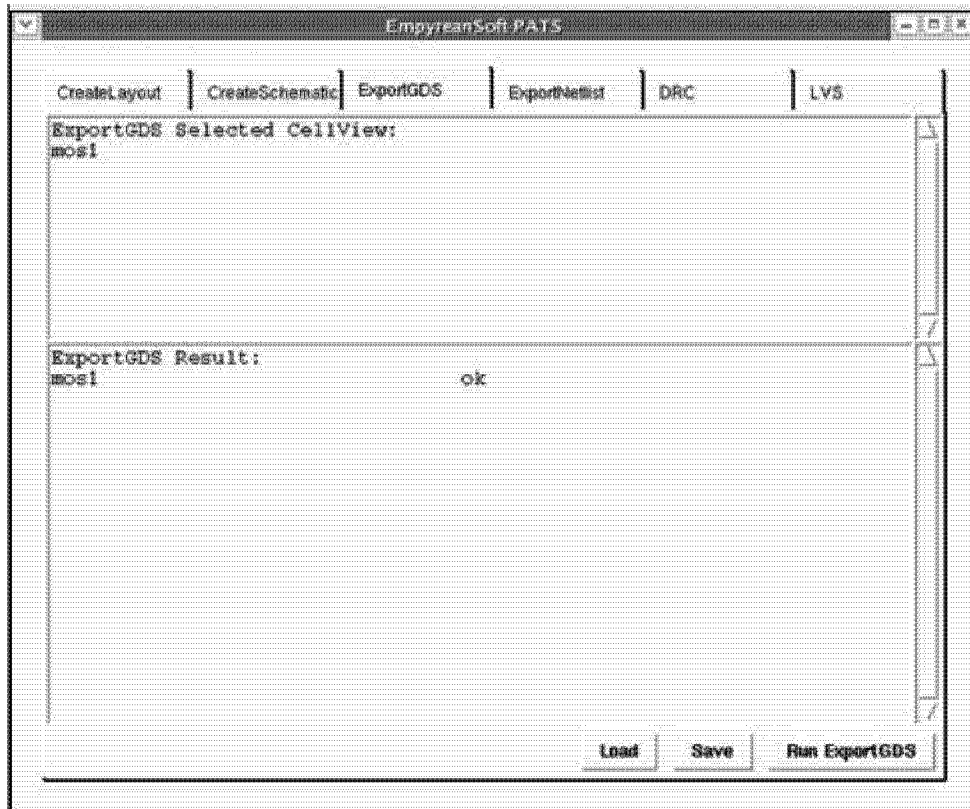 EmpyreanSoft PATS
CreateLayout CreateSchematic ExportGDS ExportNetlist DRC LVS
ExportGDS Selected CellView:
mos1
ExportGDS Result:
mos1 ok
Load Save Run ExportGDS